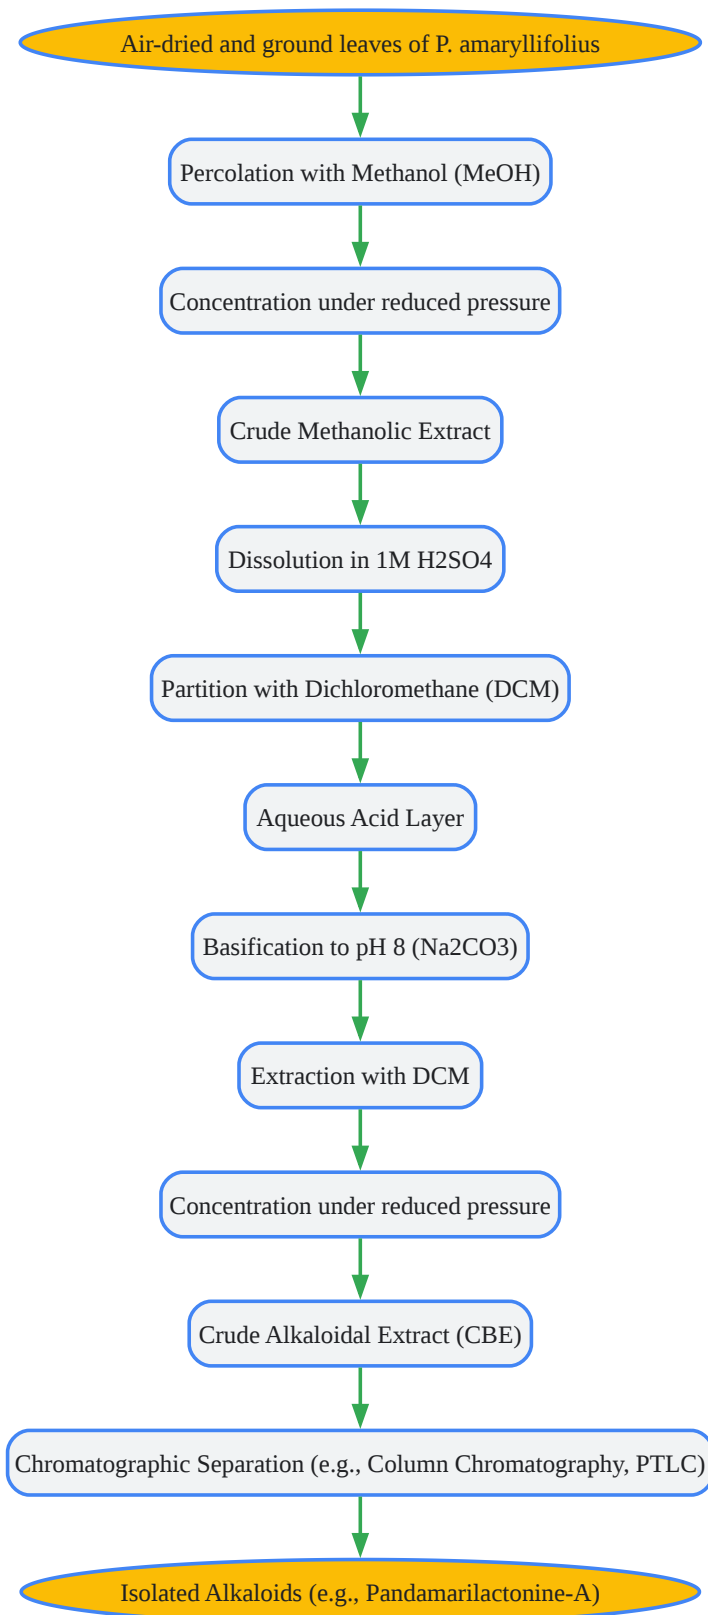 Air-dried and ground leaves of P. amaryllifolius
Percolation with Methanol (MeOH)
Concentration under reduced pressure
Crude Methanolic Extract
Dissolution in 1M H2SO4
Partition with Dichloromethane (DCM)
Aqueous Acid Layer
Basification to pH 8 (Na2CO3)
Extraction with DCM
Concentration under reduced pressure
Crude Alkaloidal Extract (CBE)
Chromatographic Separation (e.g., Column Chromatography, PTLC)
Isolated Alkaloids (e.g., Pandamarilactonine-A)